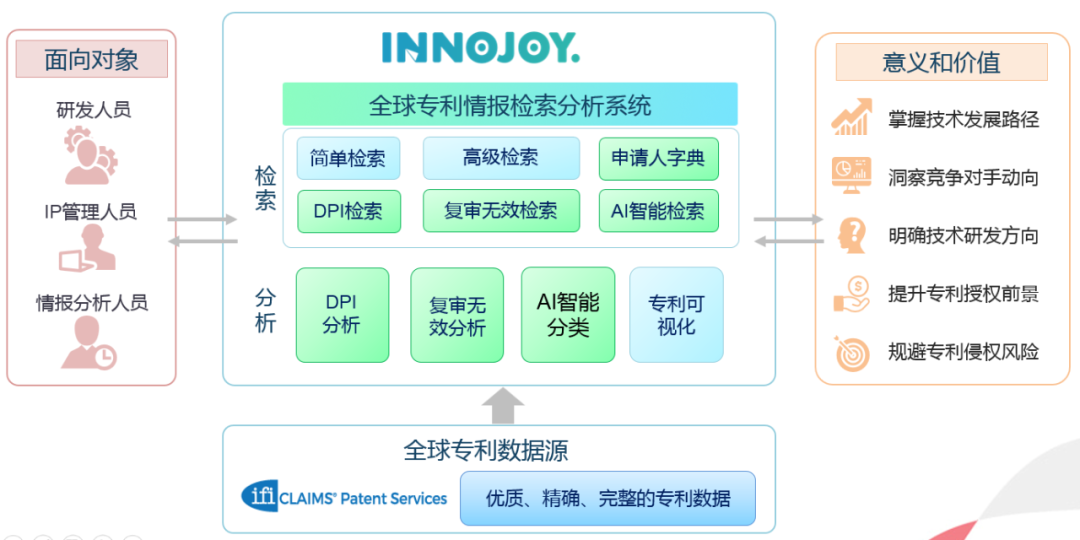 面向对象
研发人员
IP管理人员
情报分析人员
INNOJOY.
全球专利情报检索分析系统
检索
简单检索
高级检索
申请人字典
DPI检索
复审无效检索
AI智能检索
分析
DPI
分析
复审无
效分析
AI智能
分类
专利可
视化
全球专利数据源
ifi CLAIMS® Patent Services
优质、精确、完整的专利数据
意义和价值
掌握技术发展路径
洞察竞争对手动向
明确技术研发方向
提升专利授权前景
规避专利侵权风险